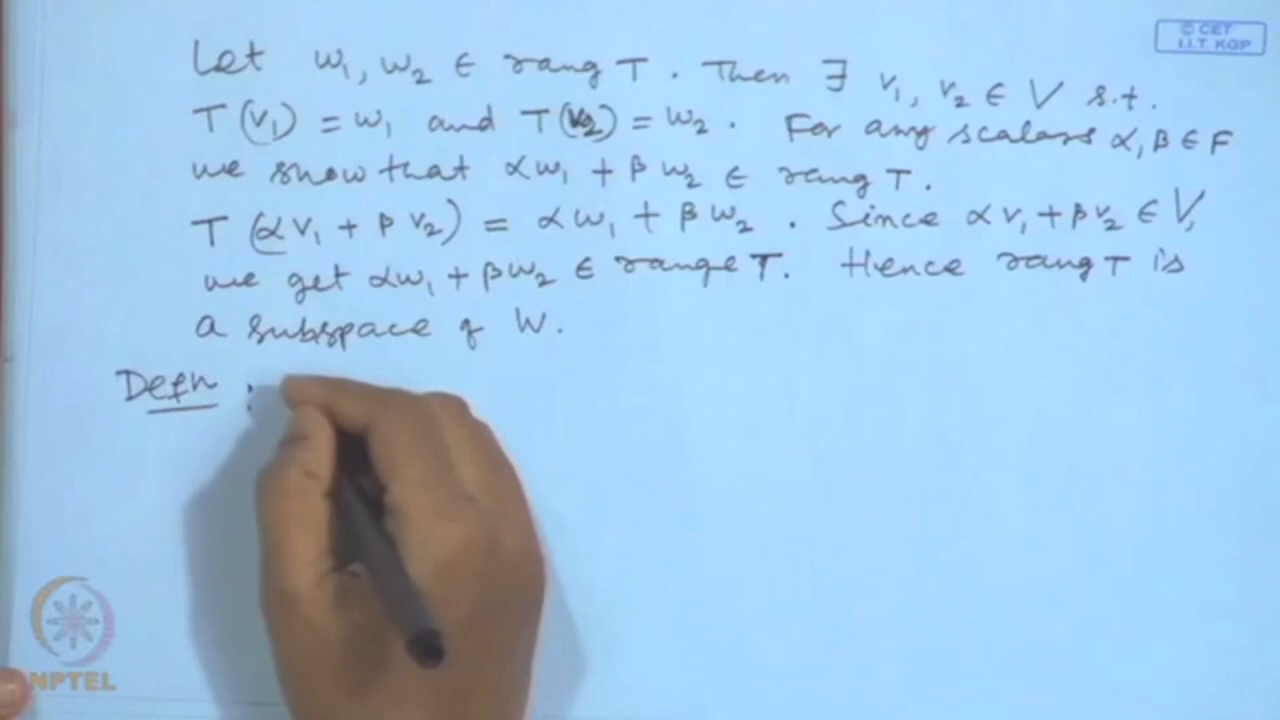 © CET
I.I.T. KGP
Let w₁, w₂ ∈ rang T. Then ∃ v₁, v₂ ∈ V s.t.
T(v₁) = w₁ and T(v₂) = w₂. For any scalars α, β ∈ F
we show that αw₁ + βw₂ ∈ rang T.
T(αv₁ + βv₂) = αw₁ + βw₂. Since αv₁ + βv₂ ∈ V,
we get αw₁ + βw₂ ∈ range T. Hence rang T is
a subspace of W.
Defn :
NPTEL